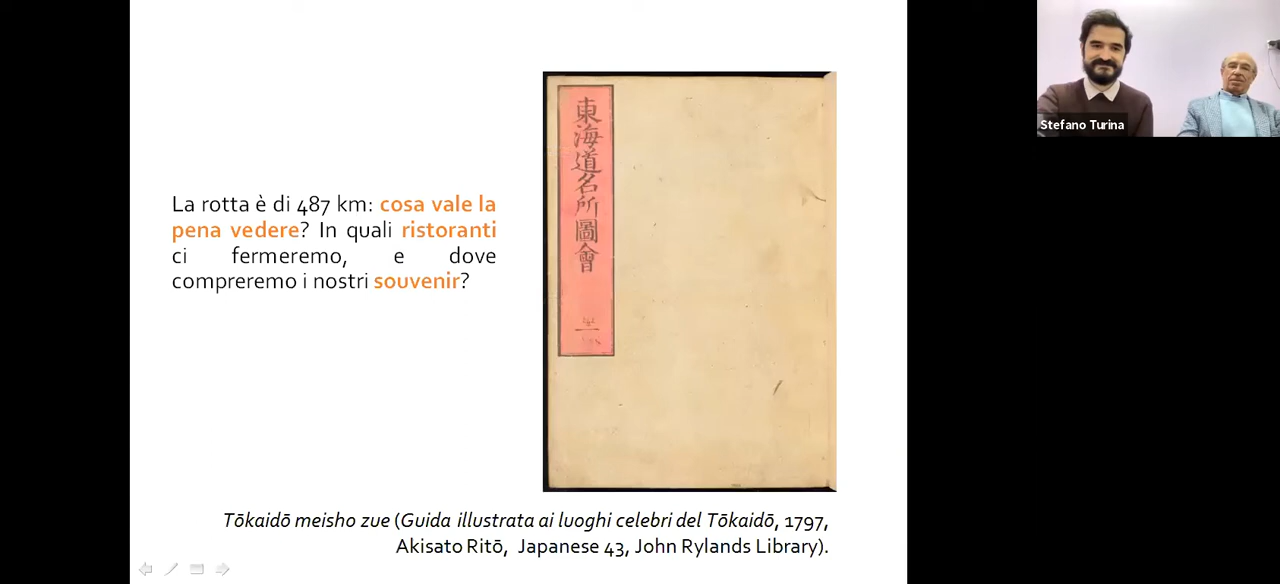 La rotta è di 487 km: cosa vale la
pena vedere? In quali ristoranti
ci fermeremo, e dove
compreremo i nostri souvenir?
東海道名所圖會
Tōkaidō meisho zue (Guida illustrata ai luoghi celebri del Tōkaidō, 1797,
Akisato Ritō, Japanese 43, John Rylands Library).
Stefano Turina